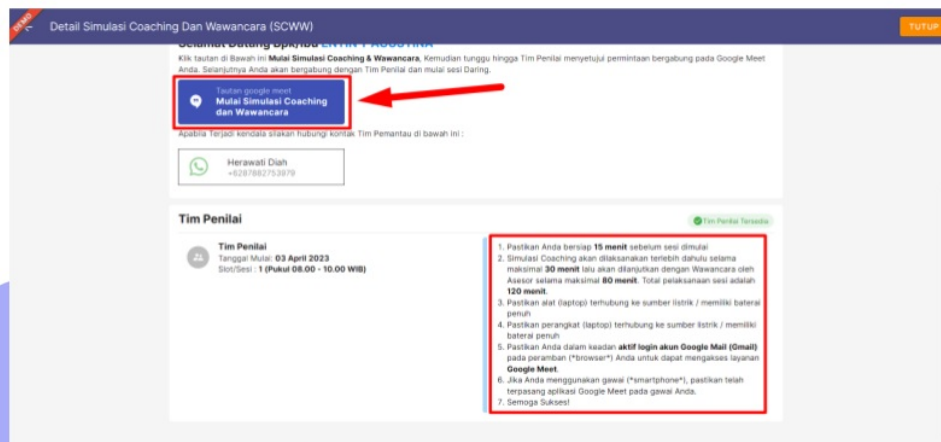 DEMO
Detail Simulasi Coaching Dan Wawancara (SCWW)
TUTUP
Selamat Datang Bpk/Ibu ENTIN F AGUSTINA
Klik tautan di Bawah ini Mulai Simulasi Coaching & Wawancara, Kemudian tunggu hingga Tim Penilai menyetujui permintaan bergabung pada Google Meet
Anda. Selanjutnya Anda akan bergabung dengan Tim Penilai dan mulai sesi Daring.
Tautan google meet
Mulai Simulasi Coaching
dan Wawancara
Apabila Terjadi kendala silakan hubungi kontak Tim Pemantau di bawah ini :
Herawati Diah
+6287882753979
Tim Penilai
Tim Penilai Tersedia
Tim Penilai
Tanggal Mulai: 03 April 2023
Slot/Sesi : 1 (Pukul 08.00 - 10.00 WIB)
1. Pastikan Anda bersiap 15 menit sebelum sesi dimulai
2. Simulasi Coaching akan dilaksanakan terlebih dahulu selama
maksimal 30 menit lalu akan dilanjutkan dengan Wawancara oleh
Asesor selama maksimal 80 menit. Total pelaksanaan sesi adalah
120 menit.
3. Pastikan alat (laptop) terhubung ke sumber listrik / memiliki baterai
penuh
4. Pastikan perangkat (laptop) terhubung ke sumber listrik / memiliki
baterai penuh
5. Pastikan Anda dalam keadan aktif login akun Google Mail (Gmail)
pada peramban (*browser*) Anda untuk dapat mengakses layanan
Google Meet.
6. Jika Anda menggunakan gawai (*smartphone*), pastikan telah
terpasang aplikasi Google Meet pada gawai Anda.
7. Semoga Sukses!